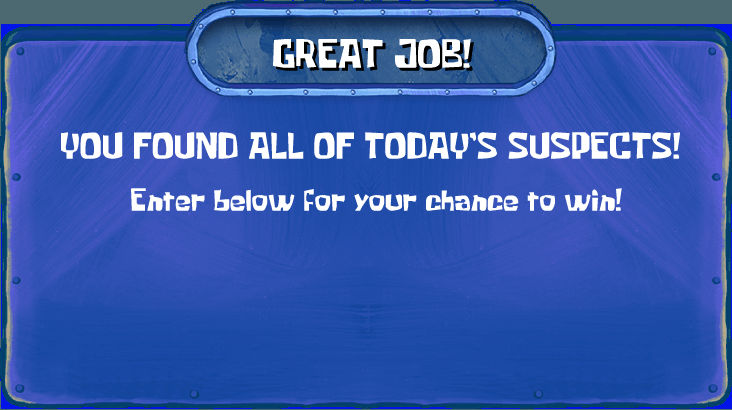 GREAT JOB!
YOU FOUND ALL OF TODAY'S SUSPECTS!
Enter below for your chance to win!